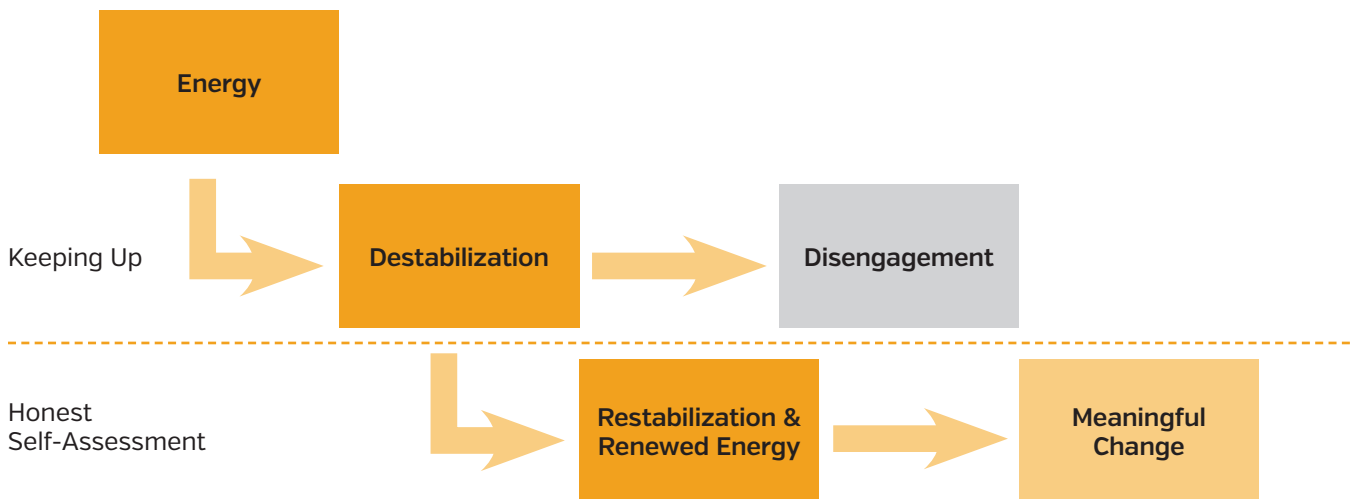 Energy
Keeping Up
Destabilization
Disengagement
Honest
Self-Assessment
Restabilization &
Renewed Energy
Meaningful
Change